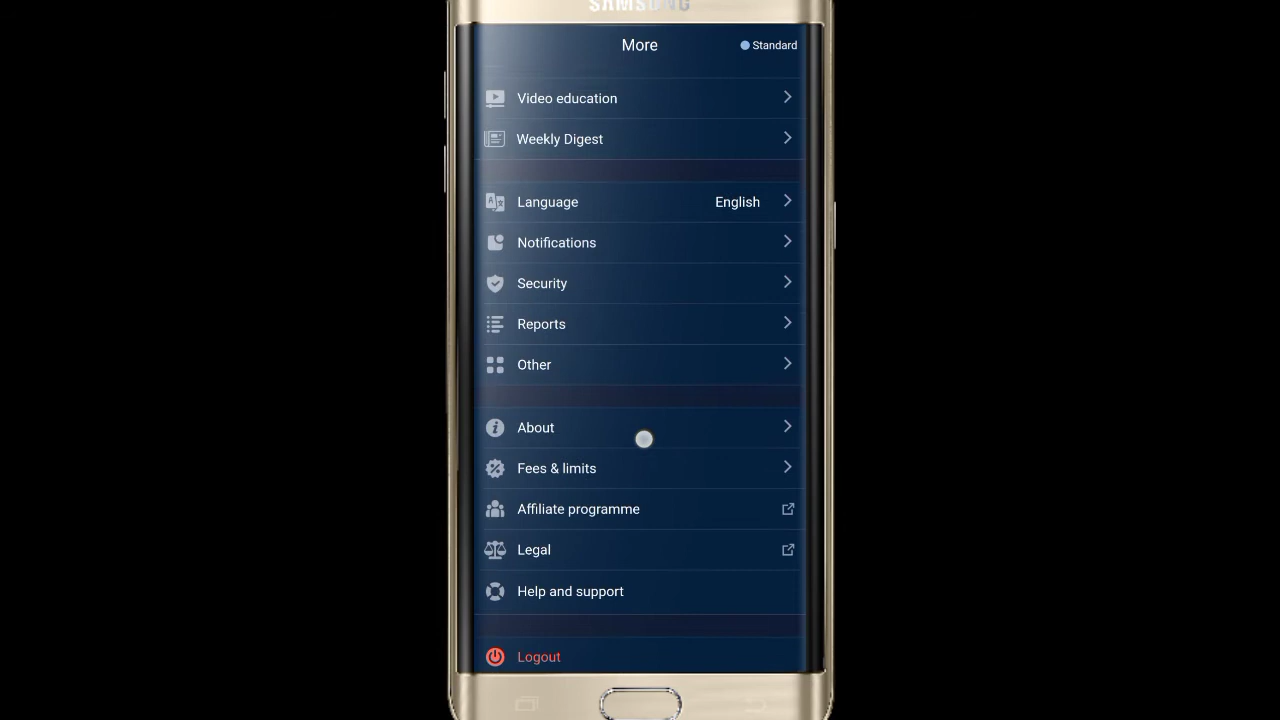 SAMSUNG
More
Standard
Video education
Weekly Digest
Language English
Notifications
Security
Reports
Other
About
Fees & limits
Affiliate programme
Legal
Help and support
Logout